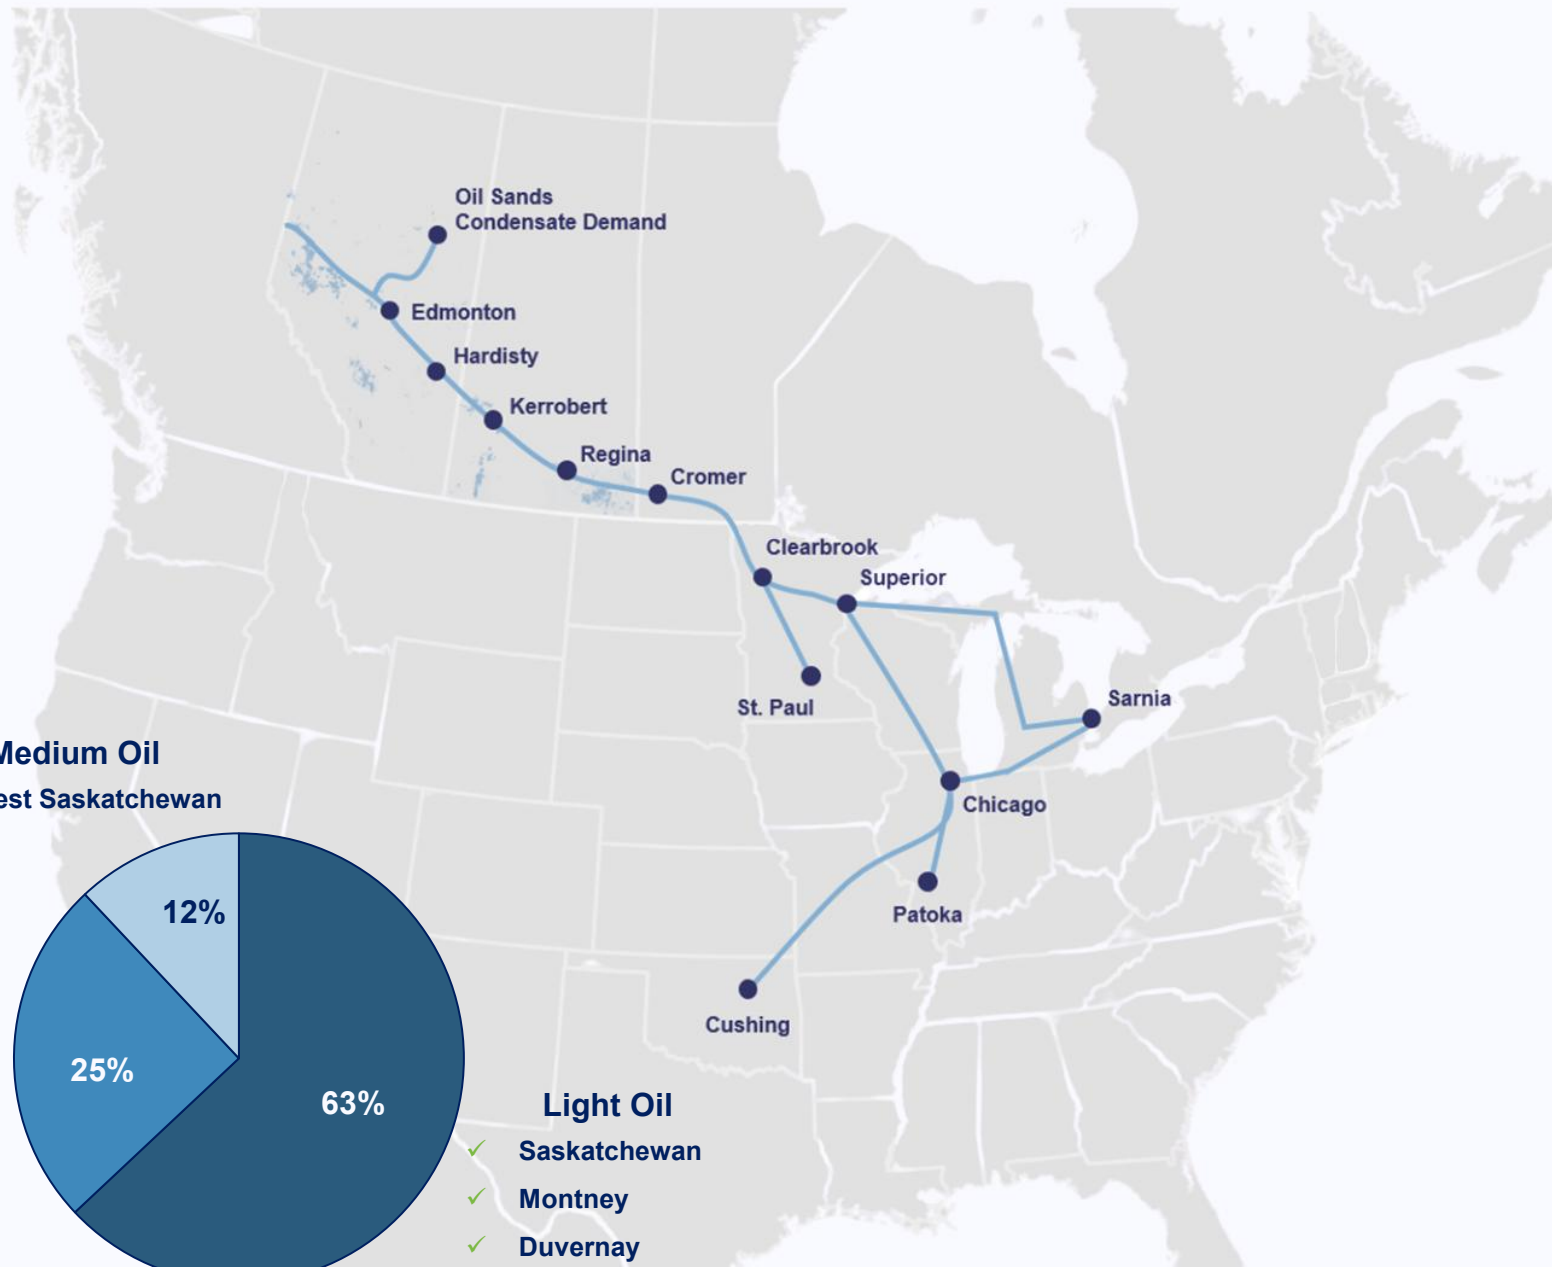 Oil Sands
Condensate Demand
Edmonton
Hardisty
Kerrobert
Regina
Cromer
Clearbrook
Superior
St. Paul
Sarnia
Chicago
Patoka
Cushing
Medium Oil
est Saskatchewan
12%
25%
63%
Light Oil
✓ Saskatchewan
✓ Montney
✓ Duvernay